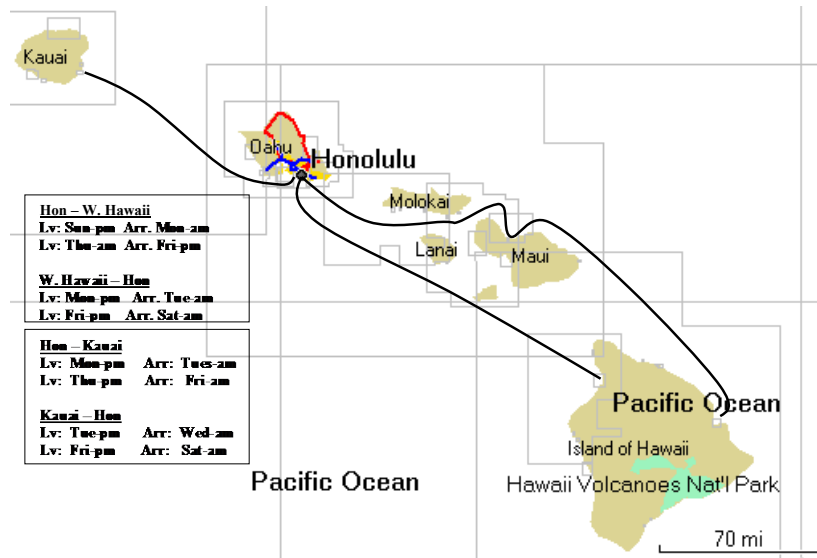 Kauai
Oahu
Honolulu
Molokai
Lanai
Maui
Hon – W. Hawaii
Lv: Sun-pm Arr. Mon-am
Lv: Thu-am Arr. Fri-pm
W. Hawaii – Hon
Lv: Mon-pm Arr. Tue-am
Lv: Fri-pm Arr. Sat-am
Hon – Kauai
Lv: Mon-pm Arr: Tues-am
Lv: Thu-pm Arr: Fri-am
Kauai – Hon
Lv: Tue-pm Arr: Wed-am
Lv: Fri-pm Arr: Sat-am
Pacific Ocean
Island of Hawaii
Pacific Ocean
Hawaii Volcanoes Nat'l Park
70 mi